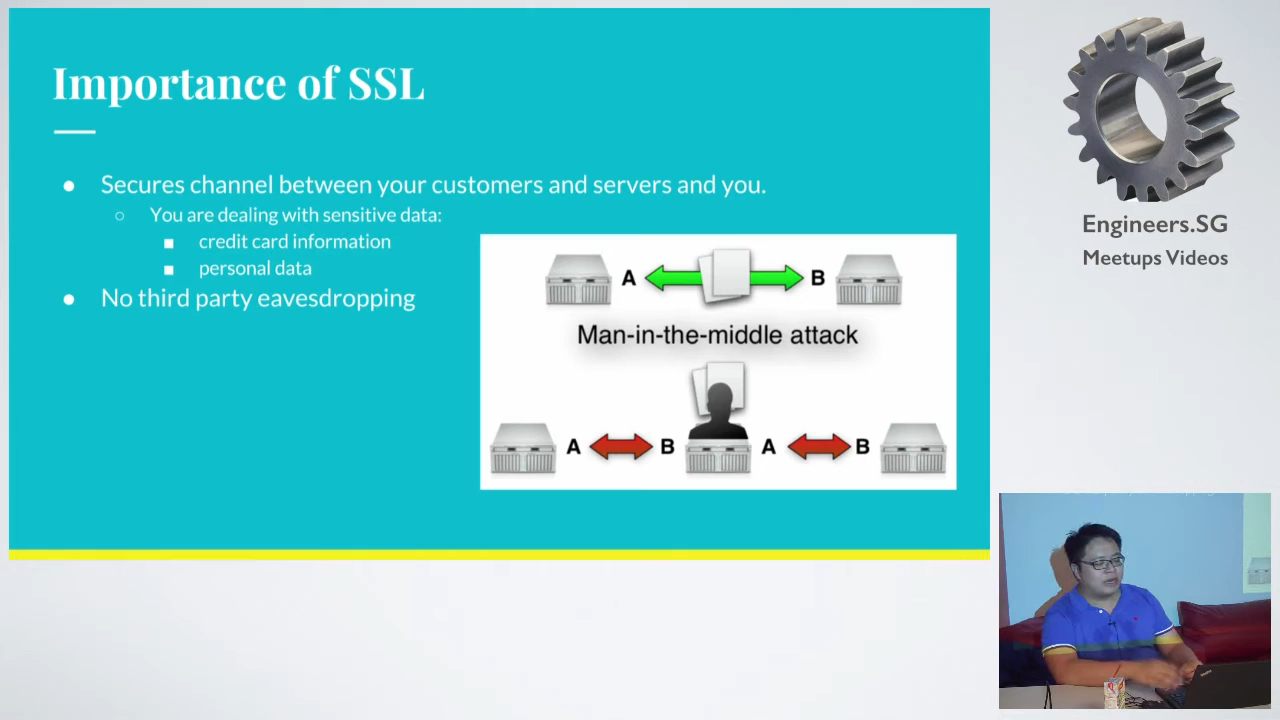 Importance of SSL
● Secures channel between your customers and servers and you.
○ You are dealing with sensitive data:
■ credit card information
■ personal data
● No third party eavesdropping
A B
Man-in-the-middle attack
A B A B
Engineers.SG
Meetups Videos